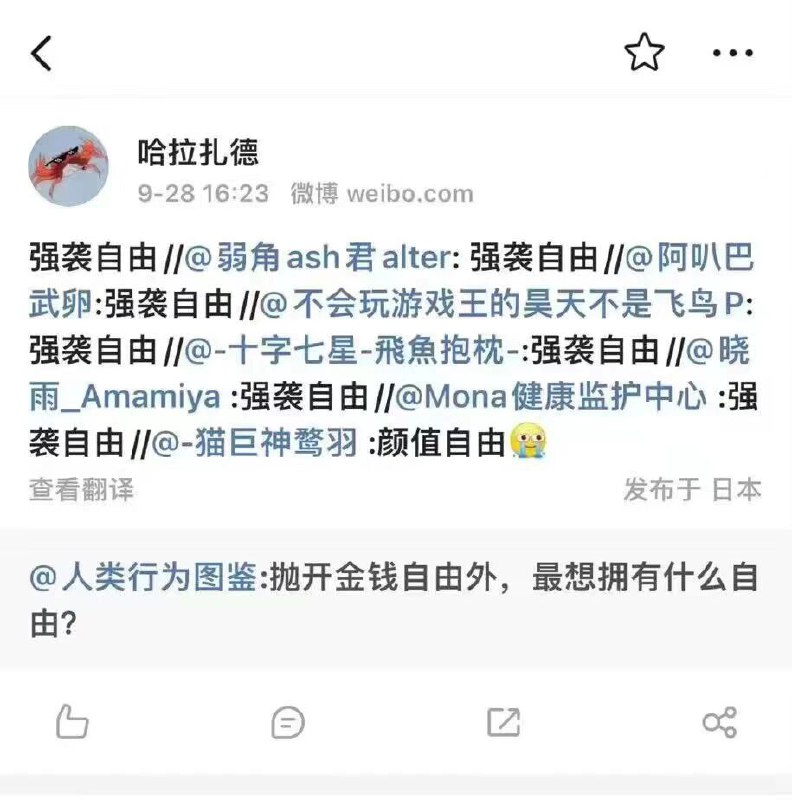 哈拉扎德
9-28 16:23 微博 weibo.com
强袭自由//@弱角ash君alter: 强袭自由//@阿叭巴
武卵:强袭自由//@不会玩游戏王的昊天不是飞鸟P:
强袭自由//@-十字七星-飛魚抱枕-:强袭自由//@晓
雨_Amamiya :强袭自由//@Mona健康监护中心 :强
袭自由//@-猫巨神鹜羽 :颜值自由😭
查看翻译 发布于 日本
@人类行为图鉴:抛开金钱自由外，最想拥有什么自
由?